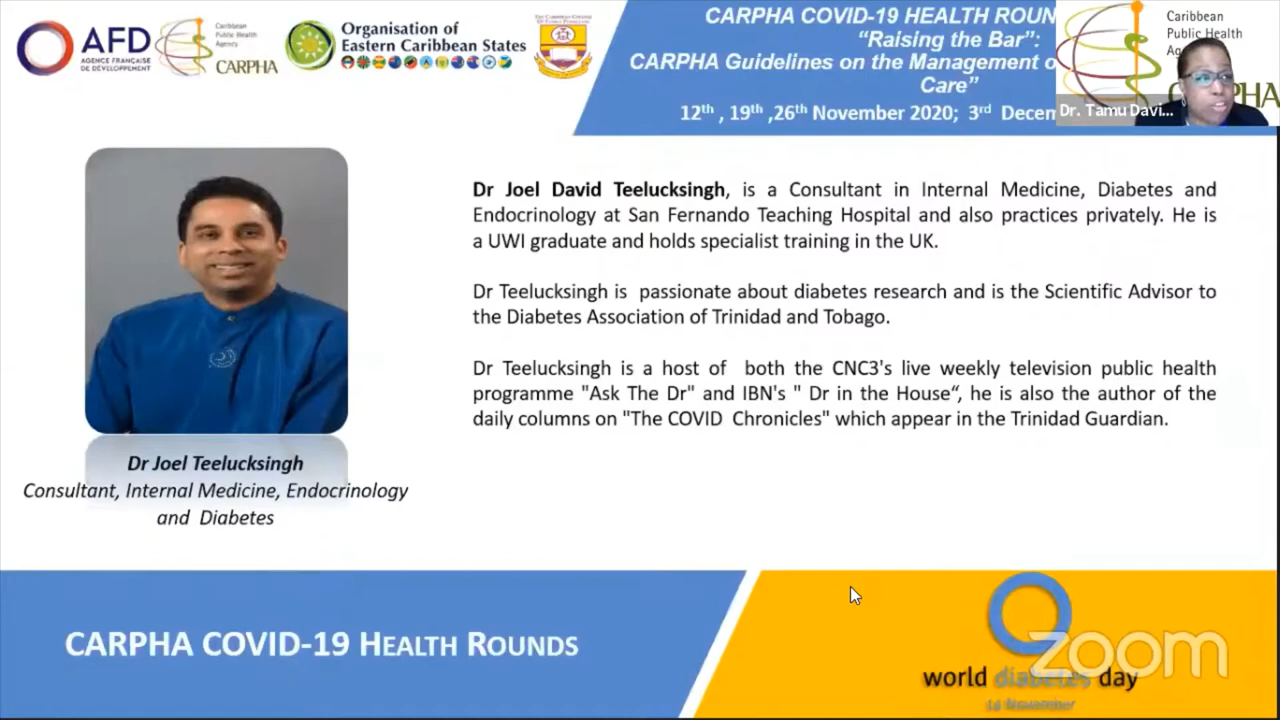 AFD
AGENCE FRANÇAISE
DE DÉVELOPPEMENT
Caribbean
Public Health
Agency
CARPHA
Organisation of
Eastern Caribbean States
CARPHA COVID-19 HEALTH ROUN
"Raising the Bar":
CARPHA Guidelines on the Management o
Care"
12th , 19th ,26th November 2020; 3rd Decem
Caribbean
Public Health
Dr. Tamu Davi...
Dr Joel David Teelucksingh, is a Consultant in Internal Medicine, Diabetes and
Endocrinology at San Fernando Teaching Hospital and also practices privately. He is
a UWI graduate and holds specialist training in the UK.
Dr Teelucksingh is passionate about diabetes research and is the Scientific Advisor to
the Diabetes Association of Trinidad and Tobago.
Dr Teelucksingh is a host of both the CNC3's live weekly television public health
programme "Ask The Dr" and IBN's " Dr in the House“, he is also the author of the
daily columns on "The COVID Chronicles" which appear in the Trinidad Guardian.
Dr Joel Teelucksingh
Consultant, Internal Medicine, Endocrinology
and Diabetes
CARPHA COVID-19 HEALTH ROUNDS
zoom
world diabetes day
14 November